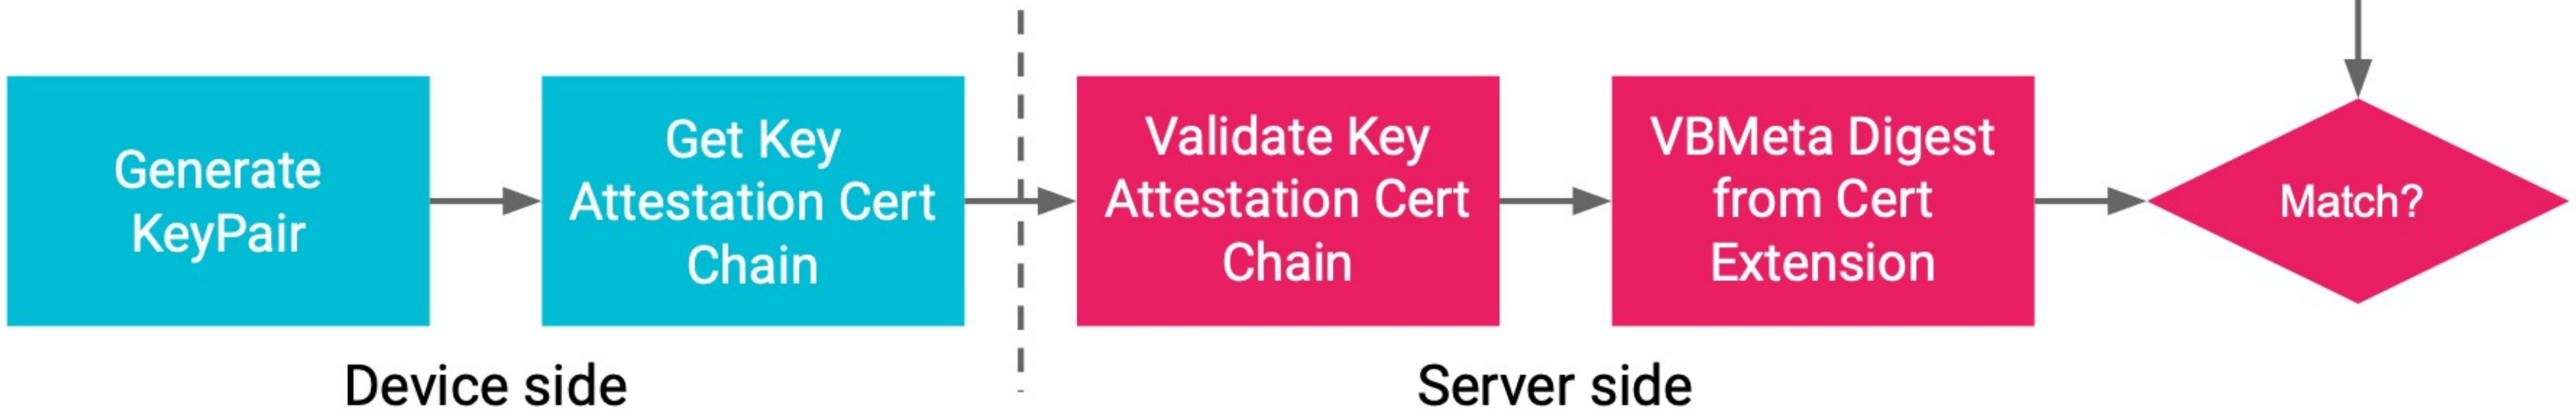 Generate
KeyPair
Get Key
Attestation Cert
Chain
Validate Key
Attestation Cert
Chain
VBMeta Digest
from Cert
Extension
Match?
Device side
Server side